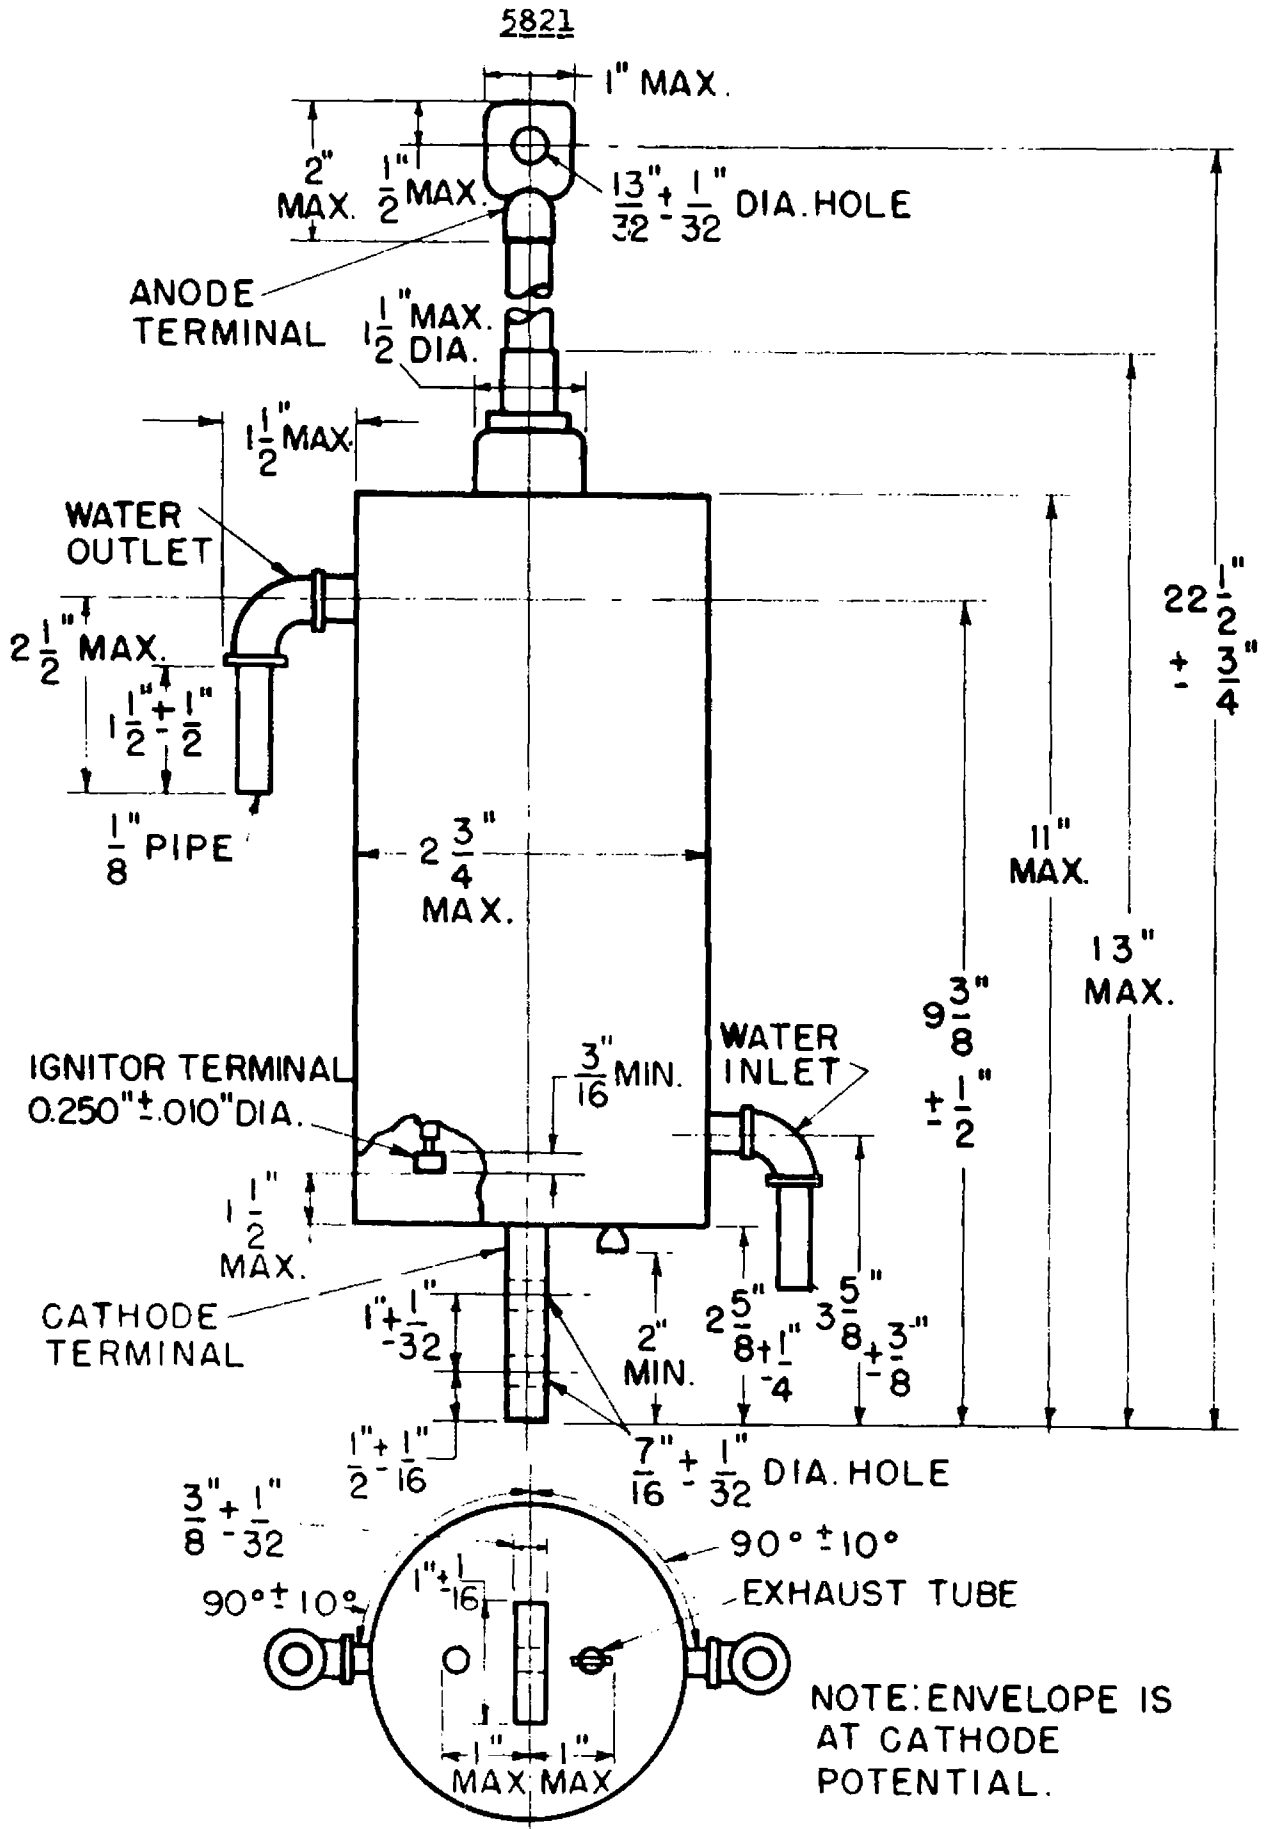 5821
1" MAX.
2" MAX.
1/2" MAX.
13/32" ± 1/32" DIA. HOLE
ANODE
TERMINAL
1 1/2" MAX.
DIA.
1 1/2" MAX.
WATER
OUTLET
2 1/2" MAX.
1 1/2" ± 1/2"
1/8" PIPE
2 3/4"
MAX.
22 1/2"
± 3/4"
11"
MAX.
13"
MAX.
9 3/8"
± 1/2"
WATER
INLET
IGNITOR TERMINAL
0.250" ± .010" DIA.
3/16" MIN.
1 1/2"
MAX.
CATHODE
TERMINAL
1" ± 1/32"
2"
MIN.
2 5/8" ± 1/4"
3 5/8" ± 3/8"
1/2" ± 1/16"
7/16" ± 1/32" DIA. HOLE
3/8" ± 1/32"
1" ± 1/16
90° ± 10°
90° ± 10°
EXHAUST TUBE
1" MAX
1" MAX
NOTE: ENVELOPE IS
AT CATHODE
POTENTIAL.